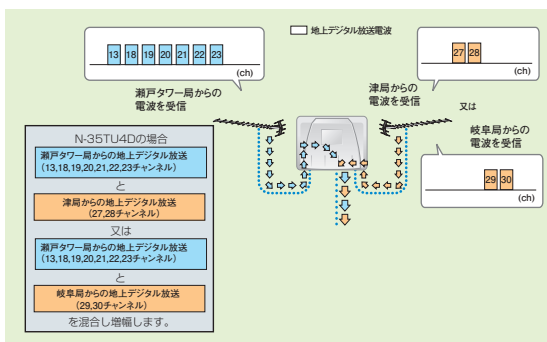 地上デジタル放送電波
13 18 19 20 21 22 23
(ch)
瀬戸タワー局からの
電波を受信
27 28
(ch)
津局からの
電波を受信
又は
岐阜局からの
電波を受信
29 30
(ch)
N-35TU4Dの場合
瀬戸タワー局からの地上デジタル放送
(13,18,19,20,21,22,23チャンネル)
と
津局からの地上デジタル放送
(27,28チャンネル)
又は
瀬戸タワー局からの地上デジタル放送
(13,18,19,20,21,22,23チャンネル)
と
岐阜局からの地上デジタル放送
(29,30チャンネル)
を混合し増幅します。